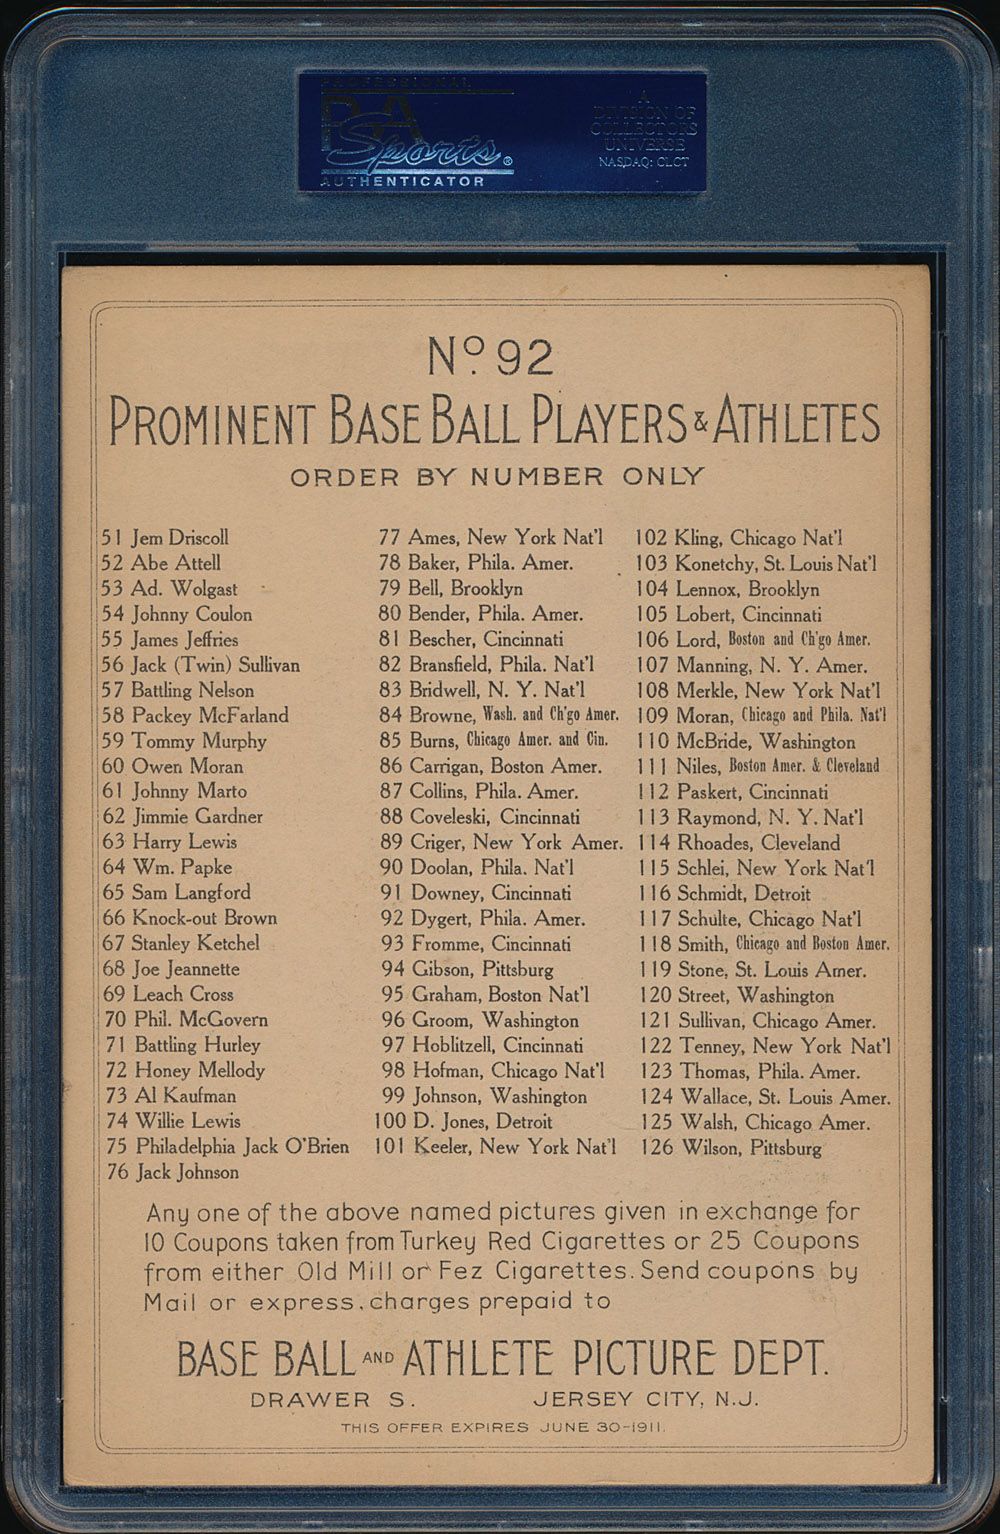 PROFESSIONAL
PSA
Sports®
AUTHENTICATOR
A
DIVISION OF
COLLECTORS
UNIVERSE
NASDAQ: CLCT
No. 92
PROMINENT BASE BALL PLAYERS & ATHLETES
ORDER BY NUMBER ONLY
51 Jem Driscoll
52 Abe Attell
53 Ad. Wolgast
54 Johnny Coulon
55 James Jeffries
56 Jack (Twin) Sullivan
57 Battling Nelson
58 Packey McFarland
59 Tommy Murphy
60 Owen Moran
61 Johnny Marto
62 Jimmie Gardner
63 Harry Lewis
64 Wm. Papke
65 Sam Langford
66 Knock-out Brown
67 Stanley Ketchel
68 Joe Jeannette
69 Leach Cross
70 Phil. McGovern
71 Battling Hurley
72 Honey Mellody
73 Al Kaufman
74 Willie Lewis
75 Philadelphia Jack O'Brien
76 Jack Johnson
77 Ames, New York Nat'l
78 Baker, Phila. Amer.
79 Bell, Brooklyn
80 Bender, Phila. Amer.
81 Bescher, Cincinnati
82 Bransfield, Phila. Nat'l
83 Bridwell, N. Y. Nat'l
84 Browne, Wash. and Ch'go Amer.
85 Burns, Chicago Amer. and Cin.
86 Carrigan, Boston Amer.
87 Collins, Phila. Amer.
88 Coveleski, Cincinnati
89 Criger, New York Amer.
90 Doolan, Phila. Nat'l
91 Downey, Cincinnati
92 Dygert, Phila. Amer.
93 Fromme, Cincinnati
94 Gibson, Pittsburg
95 Graham, Boston Nat'l
96 Groom, Washington
97 Hoblitzell, Cincinnati
98 Hofman, Chicago Nat'l
99 Johnson, Washington
100 D. Jones, Detroit
101 Keeler, New York Nat'l
102 Kling, Chicago Nat'l
103 Konetchy, St. Louis Nat'l
104 Lennox, Brooklyn
105 Lobert, Cincinnati
106 Lord, Boston and Ch'go Amer.
107 Manning, N. Y. Amer.
108 Merkle, New York Nat'l
109 Moran, Chicago and Phila. Nat'l
110 McBride, Washington
111 Niles, Boston Amer. & Cleveland
112 Paskert, Cincinnati
113 Raymond, N. Y. Nat'l
114 Rhoades, Cleveland
115 Schlei, New York Nat'l
116 Schmidt, Detroit
117 Schulte, Chicago Nat'l
118 Smith, Chicago and Boston Amer.
119 Stone, St. Louis Amer.
120 Street, Washington
121 Sullivan, Chicago Amer.
122 Tenney, New York Nat'l
123 Thomas, Phila. Amer.
124 Wallace, St. Louis Amer.
125 Walsh, Chicago Amer.
126 Wilson, Pittsburg
Any one of the above named pictures given in exchange for
10 Coupons taken from Turkey Red Cigarettes or 25 Coupons
from either Old Mill or Fez Cigarettes. Send coupons by
Mail or express, charges prepaid to
BASE BALL AND ATHLETE PICTURE DEPT.
DRAWER S. JERSEY CITY, N.J.
THIS OFFER EXPIRES JUNE 30-1911.